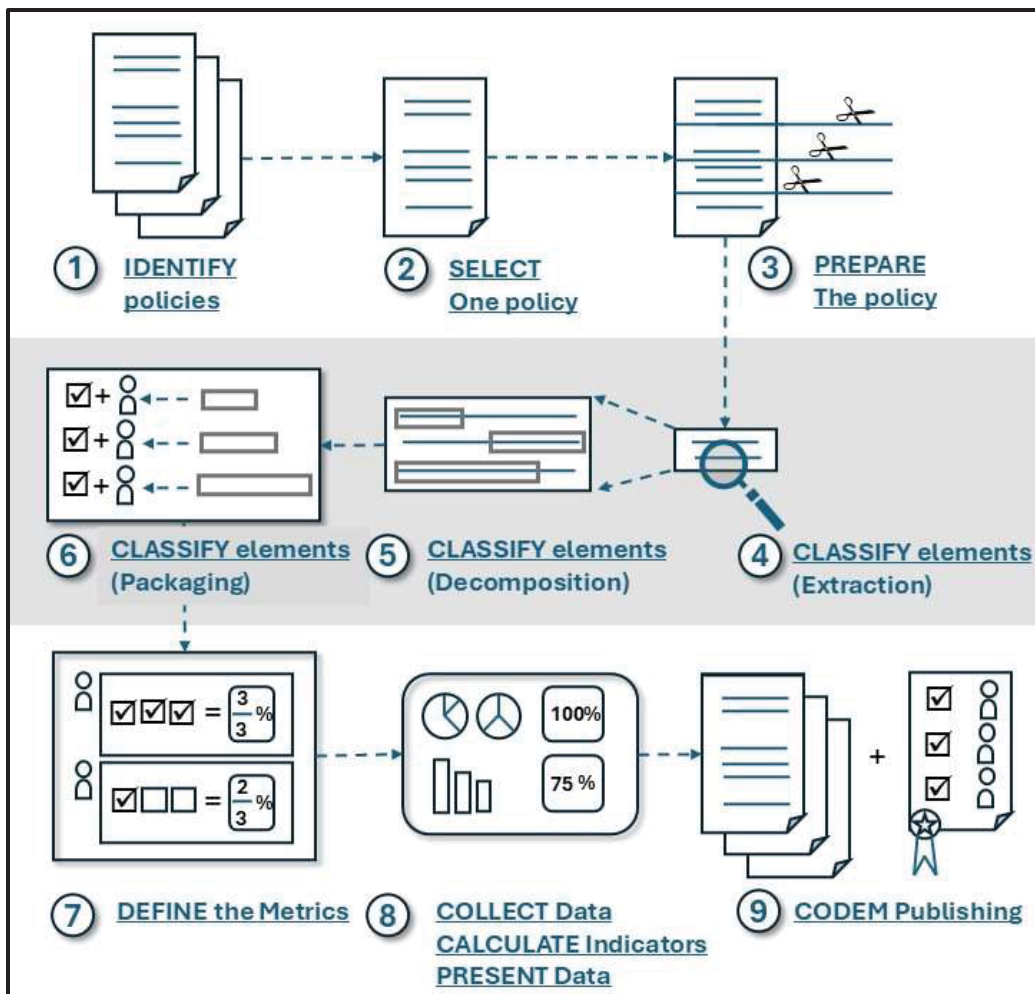 1 IDENTIFY
policies
2 SELECT
One policy
3 PREPARE
The policy
+
+
+
6 CLASSIFY elements
(Packaging)
5 CLASSIFY elements
(Decomposition)
4 CLASSIFY elements
(Extraction)
= 3/3 %
= 2/3 %
100%
75 %
+
7 DEFINE the Metrics
8 COLLECT Data
CALCULATE Indicators
PRESENT Data
9 CODEM Publishing